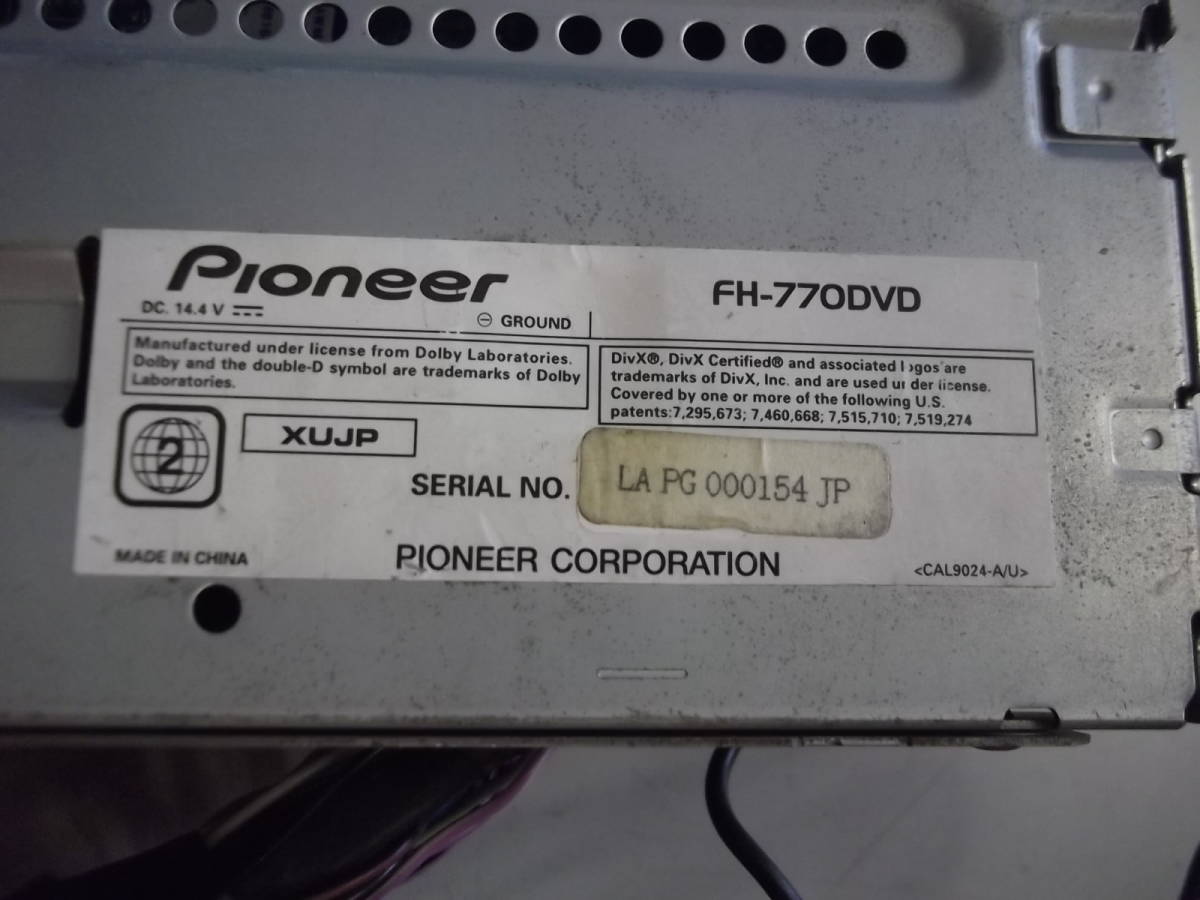 Pioneer
FH-770DVD
DC. 14.4 V
⊖ GROUND
Manufactured under license from Dolby Laboratories.
Dolby and the double-D symbol are trademarks of Dolby
Laboratories.
DivX®, DivX Certified® and associated are
trademarks of DivX, Inc. and are used license.
Covered by one or more of the following U.S.
patents:7,295,673; 7,460,668; 7,515,710; 7,519,274
2
XUJP
SERIAL NO.
LA PG 000154 JP
MADE IN CHINA
PIONEER CORPORATION
<CAL9024-A/U>